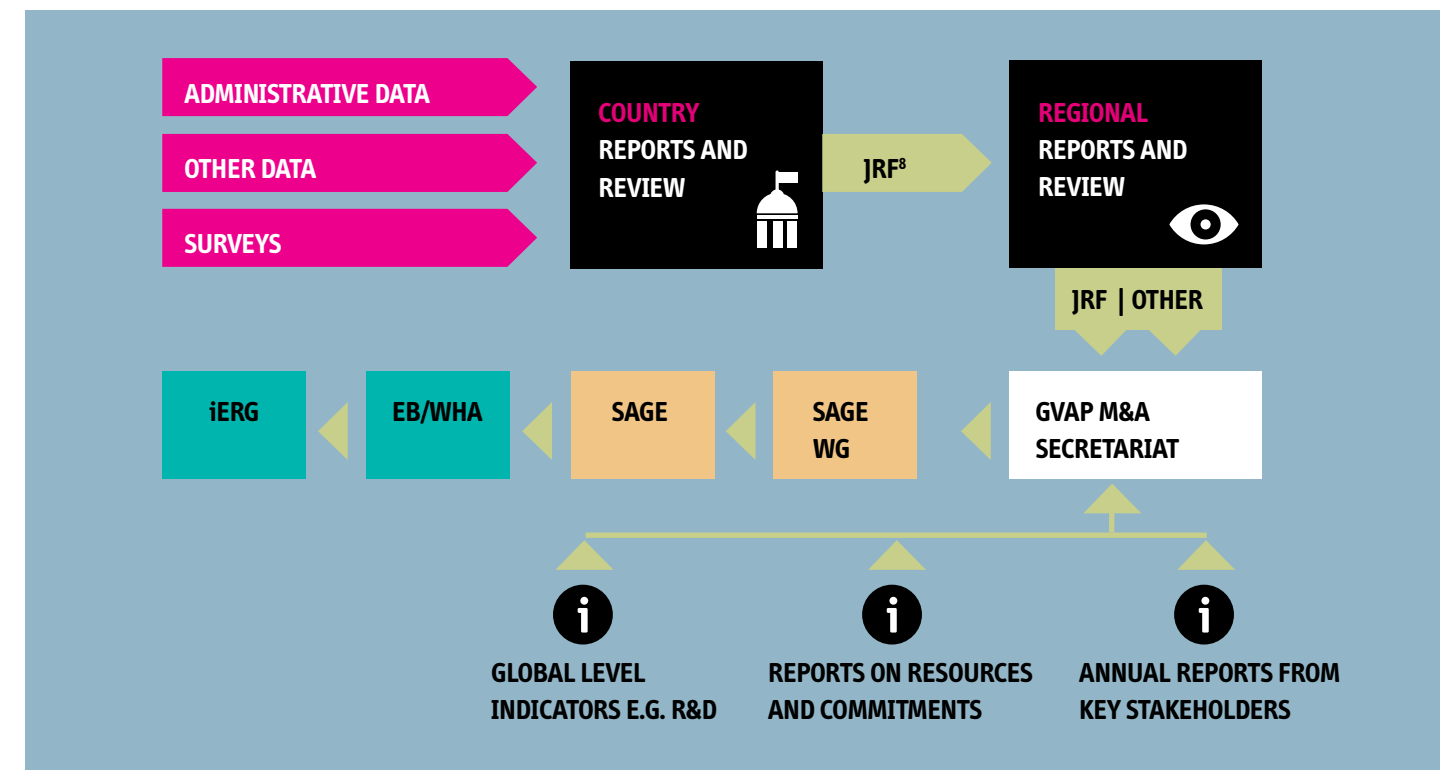 ADMINISTRATIVE DATA
OTHER DATA
SURVEYS
COUNTRY
REPORTS AND
REVIEW
JRF⁸
REGIONAL
REPORTS AND
REVIEW
JRF | OTHER
iERG
EB/WHA
SAGE
SAGE
WG
GVAP M&A
SECRETARIAT
i
i
i
GLOBAL LEVEL
INDICATORS E.G. R&D
REPORTS ON RESOURCES
AND COMMITMENTS
ANNUAL REPORTS FROM
KEY STAKEHOLDERS